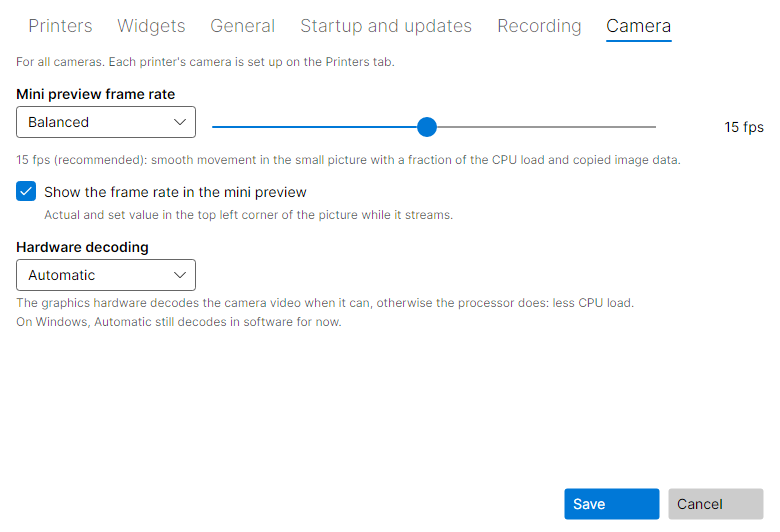 Printers Widgets General Startup and updates Recording Camera
For all cameras. Each printer's camera is set up on the Printers tab.
Mini preview frame rate
Balanced 15 fps
15 fps (recommended): smooth movement in the small picture with a fraction of the CPU load and copied image data.
Show the frame rate in the mini preview
Actual and set value in the top left corner of the picture while it streams.
Hardware decoding
Automatic
The graphics hardware decodes the camera video when it can, otherwise the processor does: less CPU load.
On Windows, Automatic still decodes in software for now.
Save Cancel